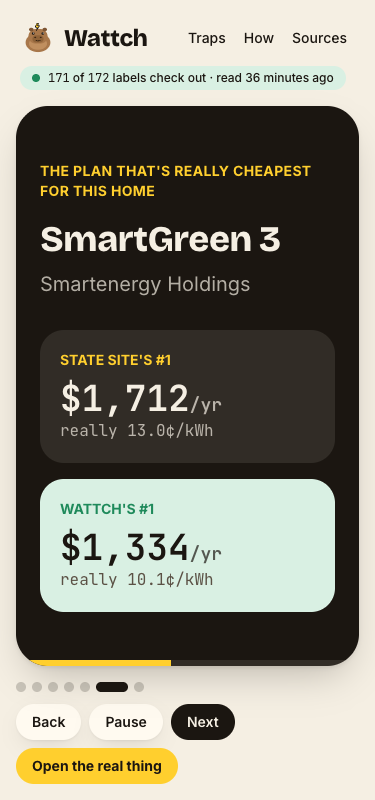 Wattch
Traps How Sources
171 of 172 labels check out · read 36 minutes ago
THE PLAN THAT'S REALLY CHEAPEST
FOR THIS HOME
SmartGreen 3
Smartenergy Holdings
STATE SITE'S #1
$1,712/yr
really 13.0¢/kWh
WATTCH'S #1
$1,334/yr
really 10.1¢/kWh
Back Pause Next
Open the real thing